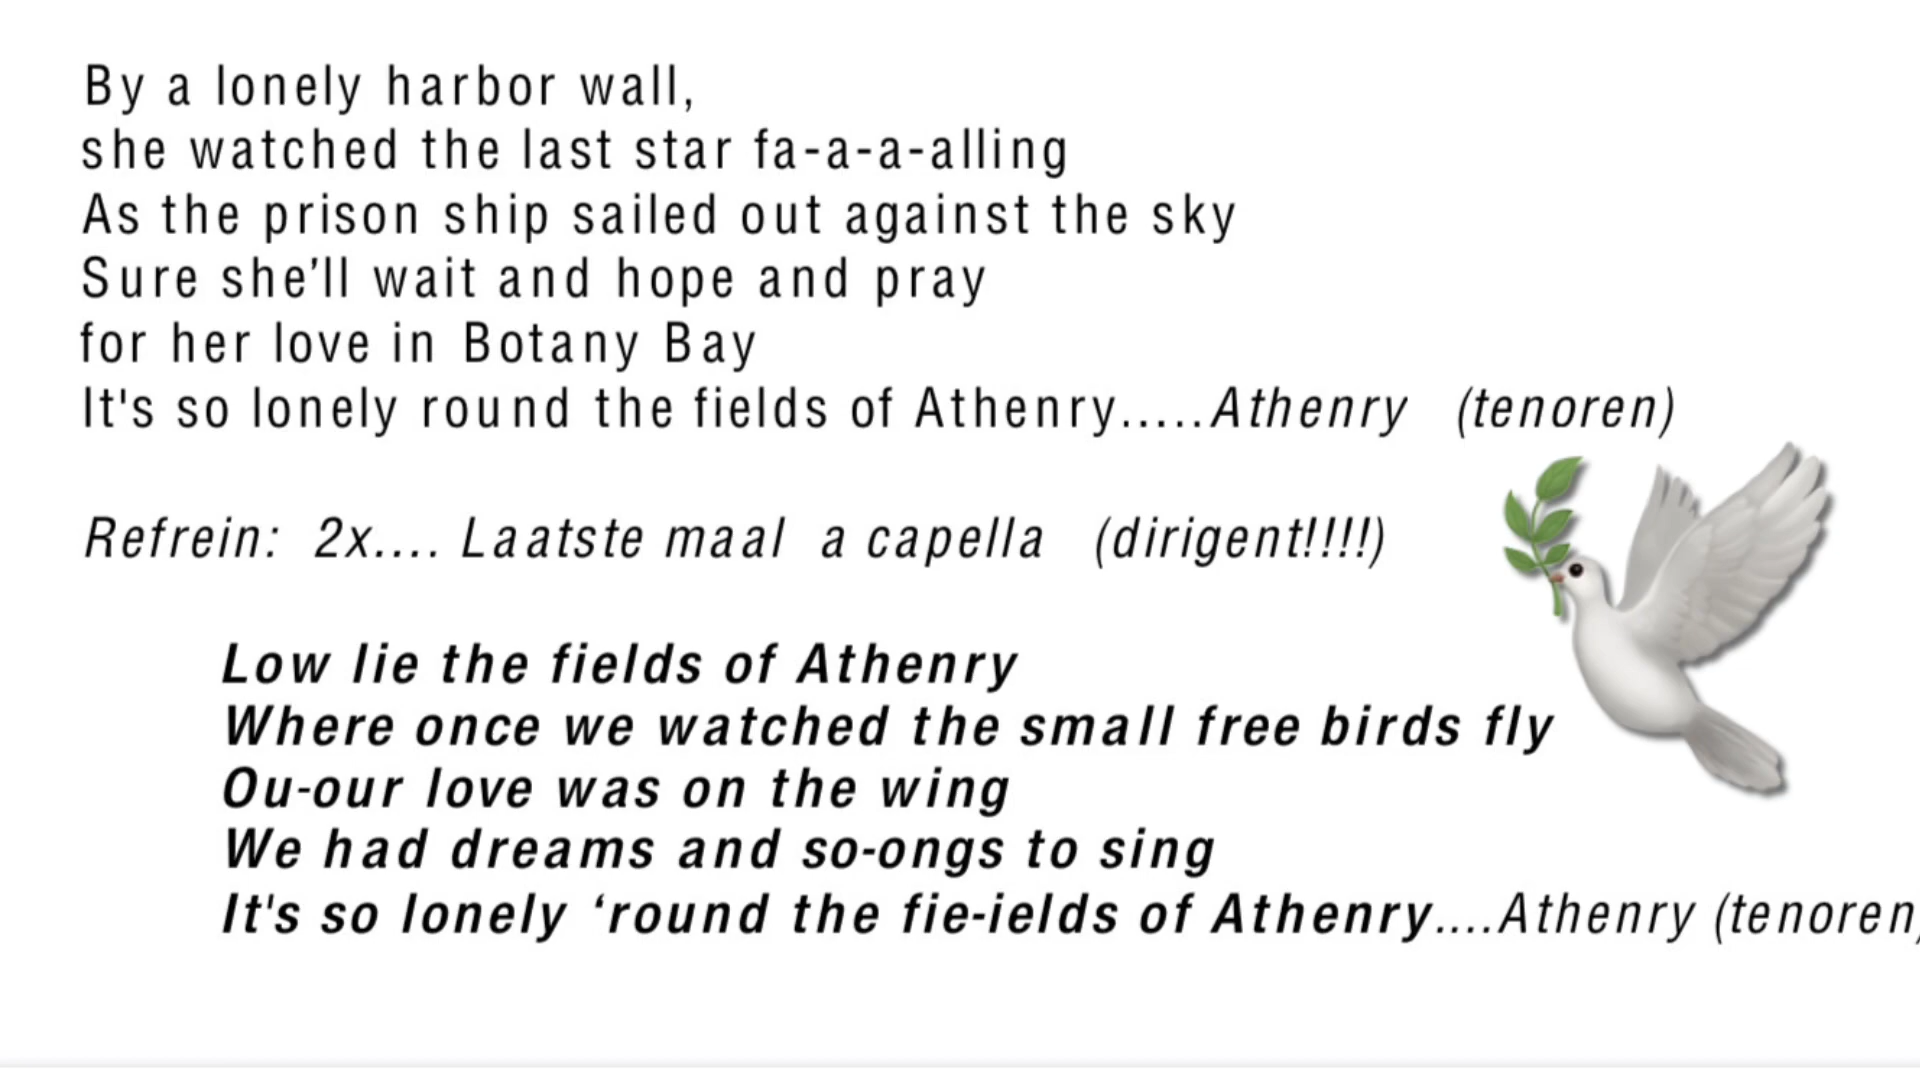 By a lonely harbor wall,
she watched the last star fa-a-a-alling
As the prison ship sailed out against the sky
Sure she’ll wait and hope and pray
for her love in Botany Bay
It's so lonely round the fields of Athenry.....Athenry (tenoren)
Refrein: 2x.... Laatste maal a capella (dirigent!!!!)
Low lie the fields of Athenry
Where once we watched the small free birds fly
Ou-our love was on the wing
We had dreams and so-ongs to sing
It's so lonely ‘round the fie-ields of Athenry....Athenry (tenoren)